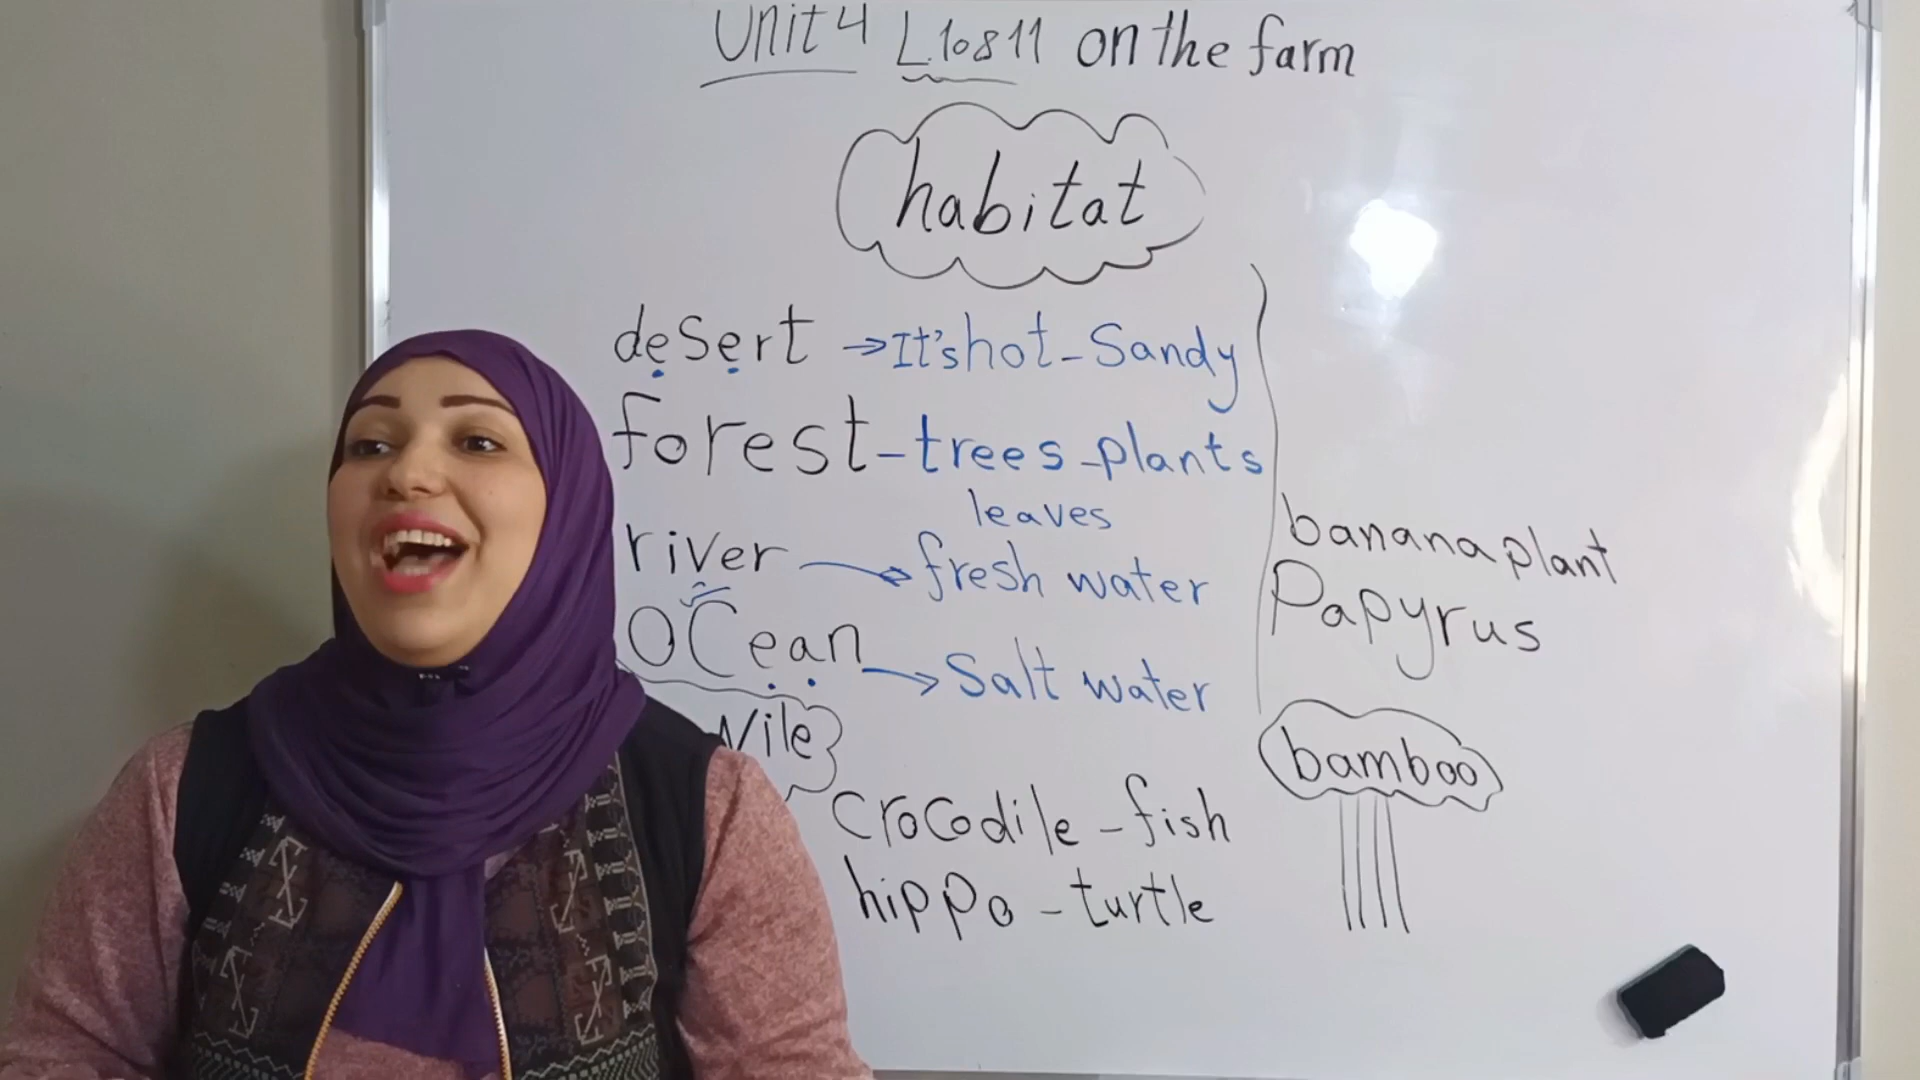 Unit 4 L10&11 on the farm
habitat
desert →It's hot - Sandy
forest - trees - plants
leaves
river → fresh water
Ocean → Salt water
Nile
crocodile - fish
hippo - turtle
banana plant
Papyrus
bamboo